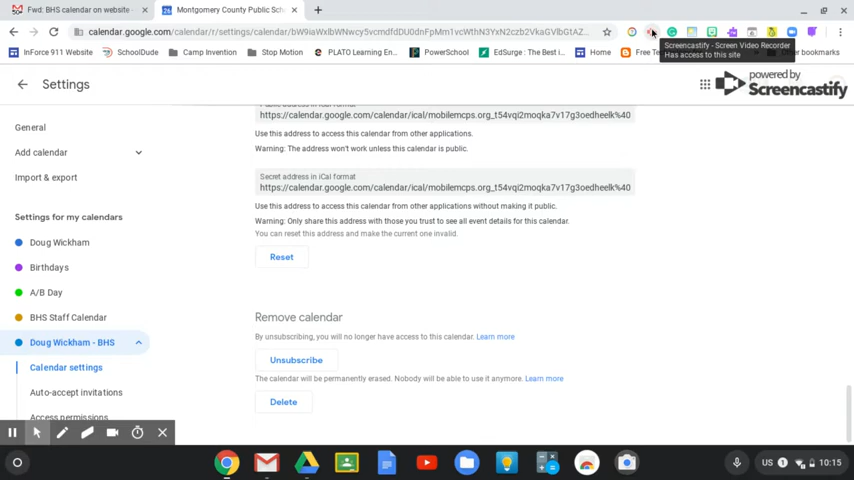 Fwd: BHS calendar on website -
Montgomery County Public Sch
calendar.google.com/calendar/r/settings/calendar/
InForce 911 Website
SchoolDude
Camp Invention
Stop Motion
PLATO Learning En...
PowerSchool
EdSurge : The Best i...
Home
Free Te
other bookmarks
Screencastify - Screen Video Recorder
Has access to this site
Settings
powered by
Screencastify
General
Add calendar
Import & export
Settings for my calendars
Doug Wickham
Birthdays
A/B Day
BHS Staff Calendar
Doug Wickham - BHS
Calendar settings
Auto-accept invitations
Access permissions
Public address in iCal format
https://calendar.google.com/calendar/ical/mobilemcps.org_t54vqi2moqka7v17g3oedheelk%40
Use this address to access this calendar from other applications.
Warning: The address won't work unless this calendar is public.
Secret address in iCal format
https://calendar.google.com/calendar/ical/mobilemcps.org_t54vqi2moqka7v17g3oedheelk%40
Use this address to access this calendar from other applications without making it public.
Warning: Only share this address with those you trust to see all event details for this calendar.
You can reset this address and make the current one invalid.
Reset
Remove calendar
By unsubscribing, you will no longer have access to this calendar. Learn more
Unsubscribe
The calendar will be permanently erased. Nobody will be able to use it anymore. Learn more
Delete
US
1
10:15